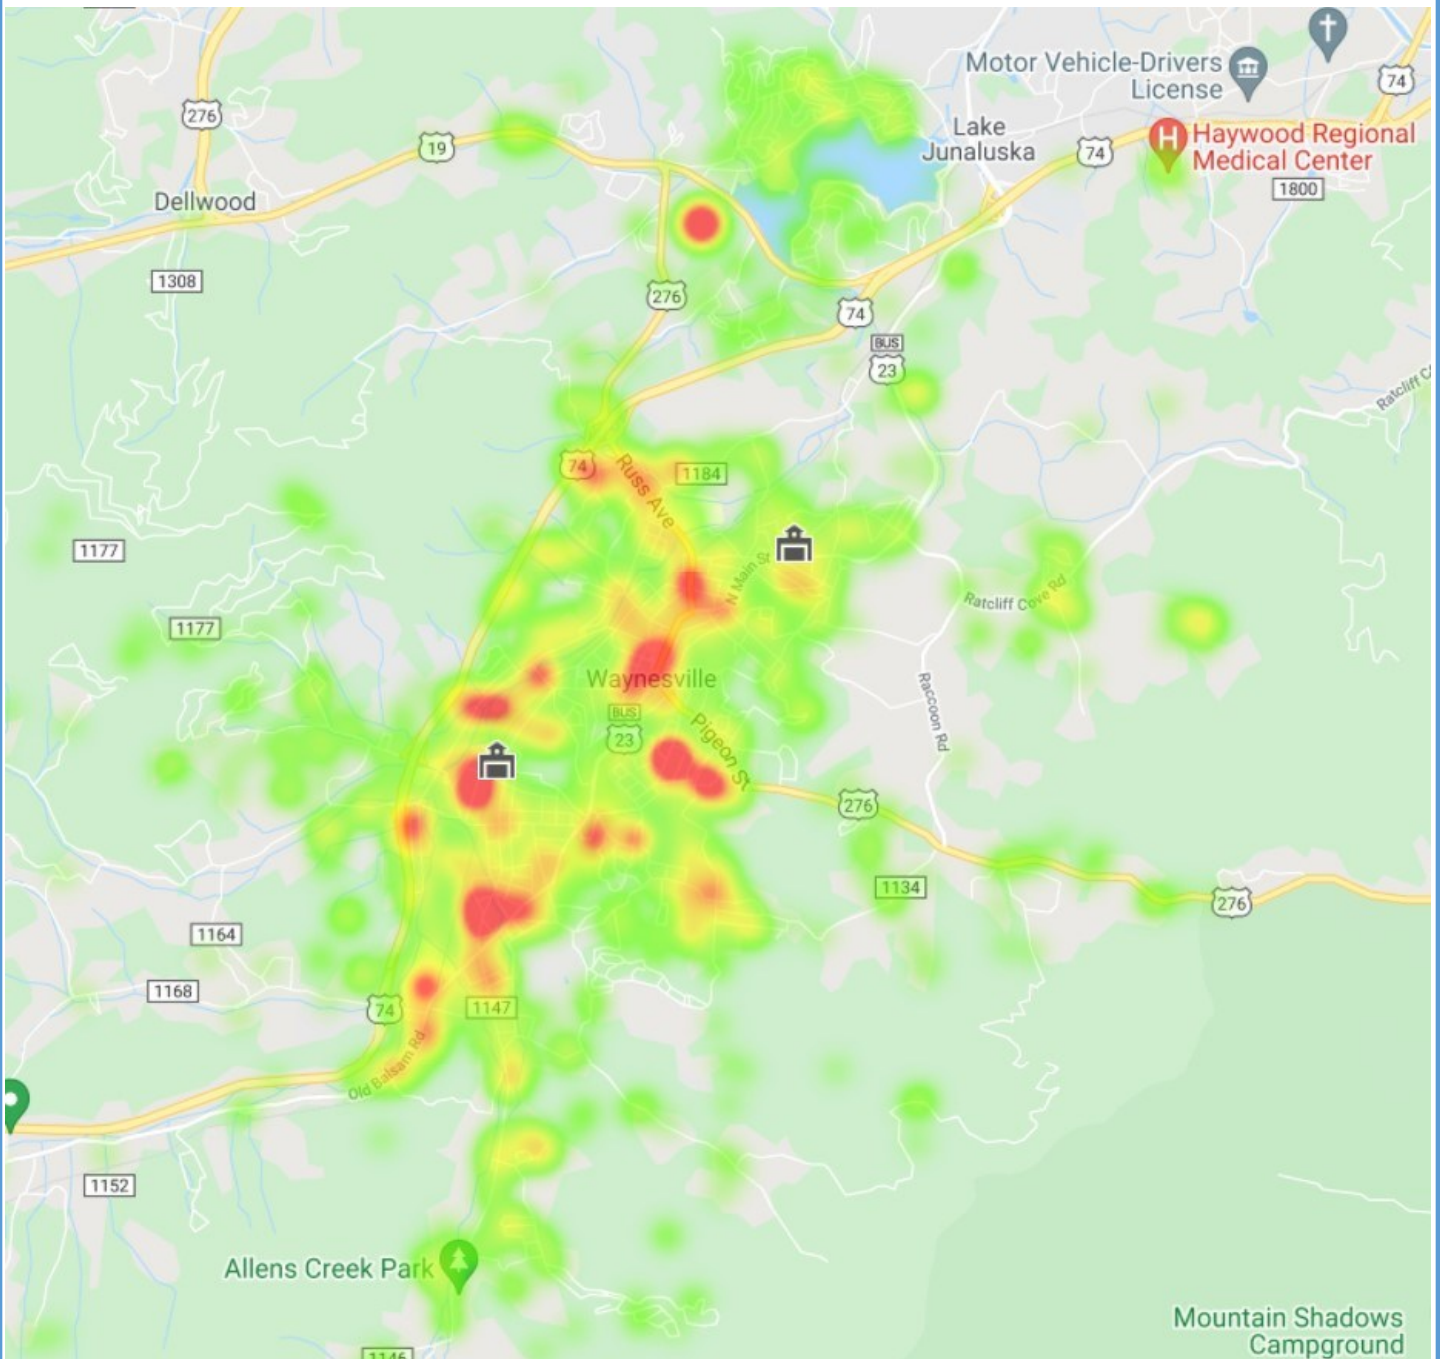 Motor Vehicle-Drivers
License
74
276
Lake
Junaluska
H
Haywood Regional
Medical Center
19
74
1800
Dellwood
1308
276
74
BUS
23
74
Russ Ave
1184
1177
N Main St
Ratcliff Cove Rd
1177
Waynesville
Raccoon Rd
BUS
23
Pigeon St
276
1134
276
1164
1168
74
1147
Old Balsam Rd
1152
Allens Creek Park
Mountain Shadows
Campground
1146